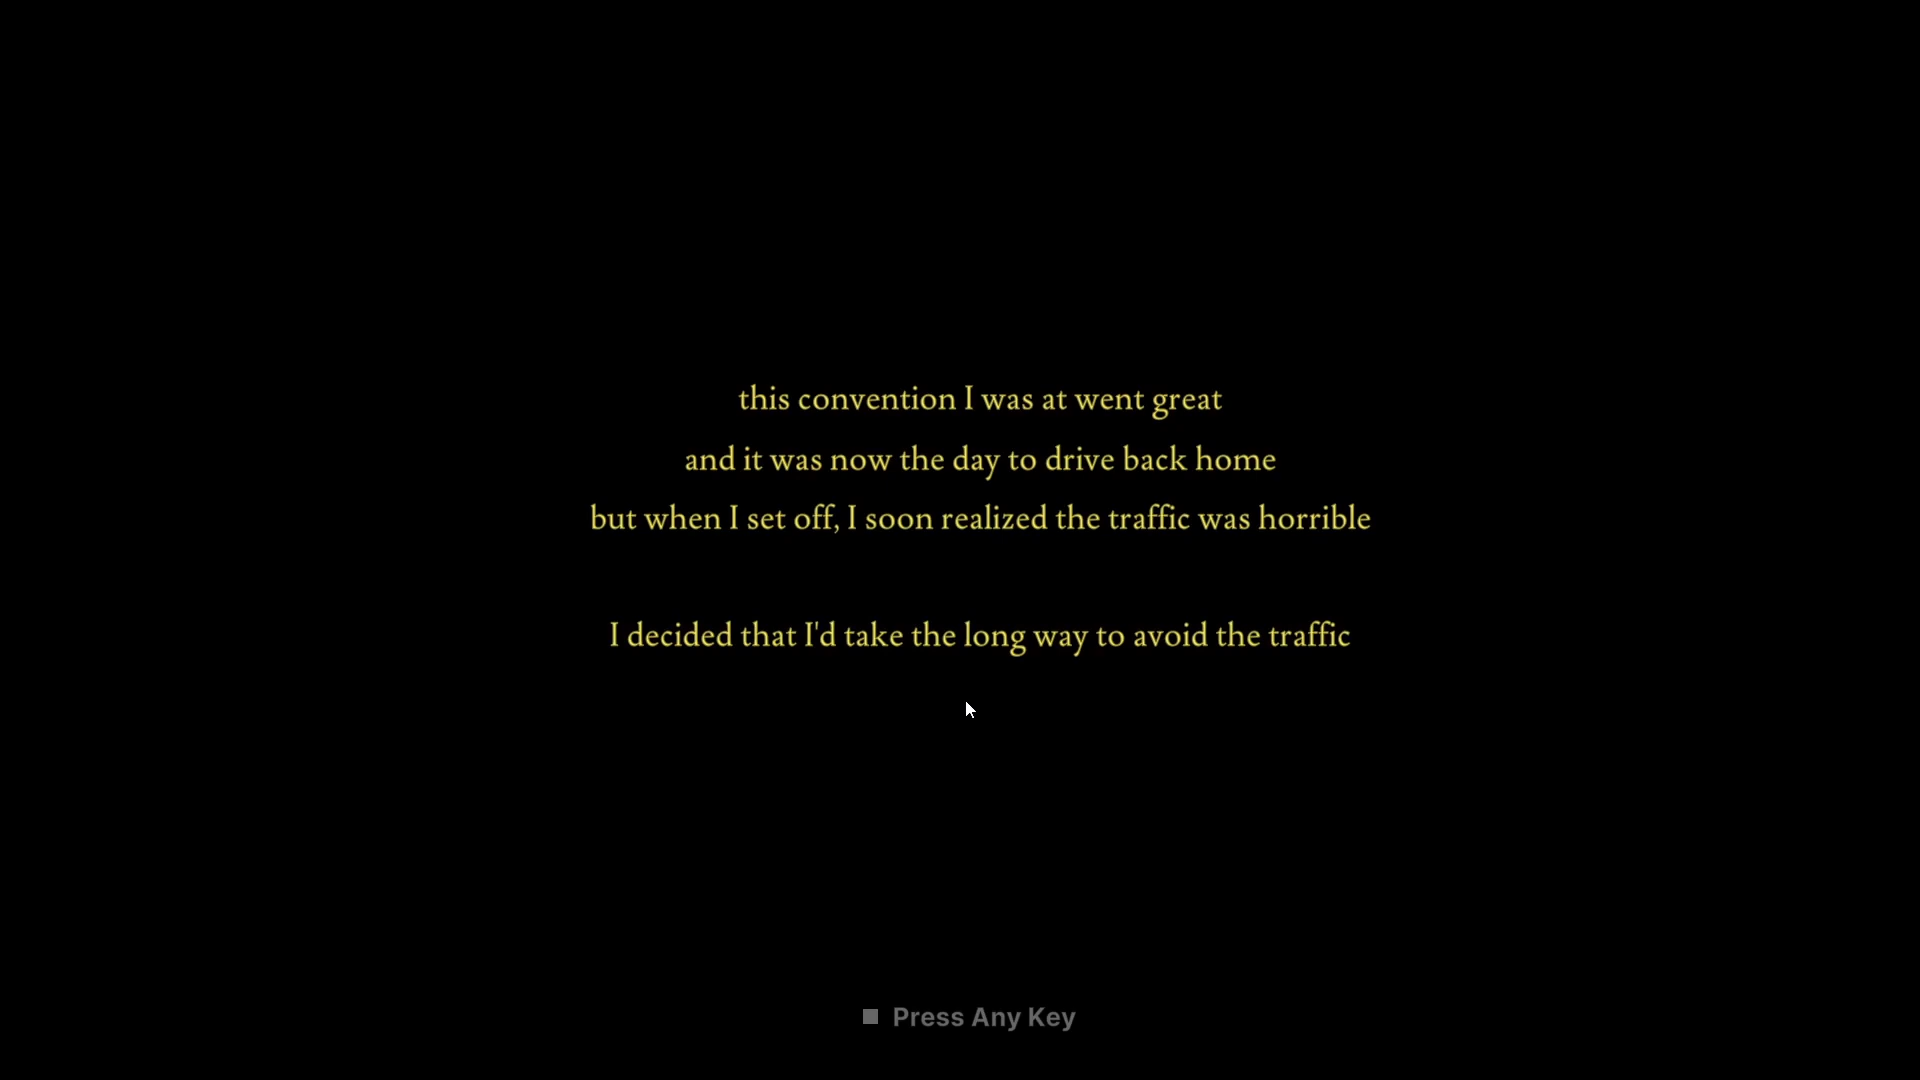 this convention I was at went great
and it was now the day to drive back home
but when I set off, I soon realized the traffic was horrible
I decided that I'd take the long way to avoid the traffic
Press Any Key